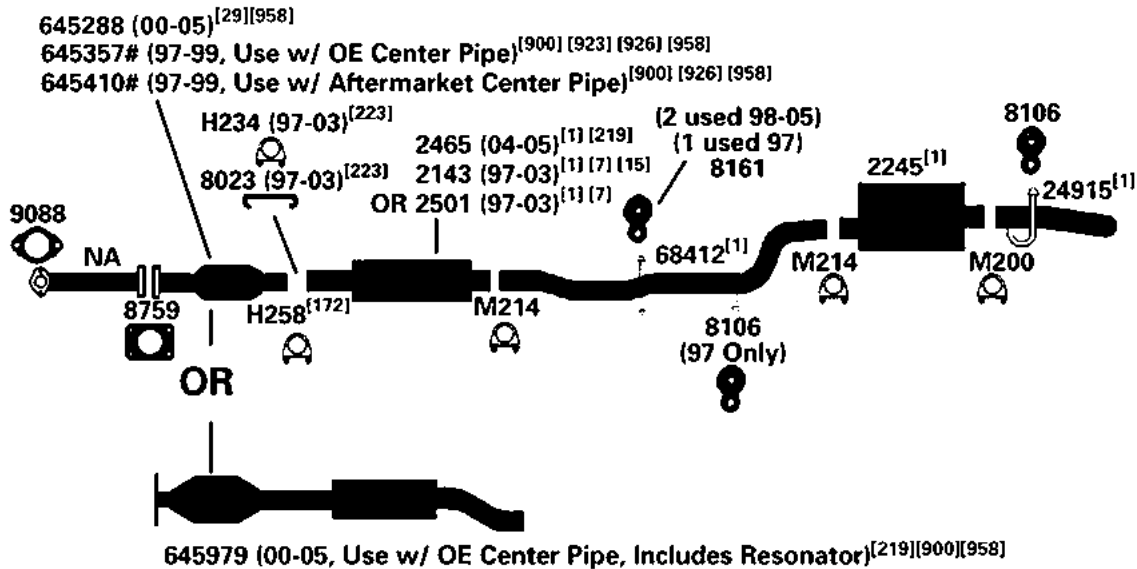 645288 (00-05)[29][958]
645357# (97-99, Use w/ OE Center Pipe)[900] [923] [926] [958]
645410# (97-99, Use w/ Aftermarket Center Pipe)[900] [926] [958]
H234 (97-03)[223]
8023 (97-03)[223]
2465 (04-05)[1] [219]
2143 (97-03)[1] [7] [15]
OR 2501 (97-03)[1] [7]
(2 used 98-05)
(1 used 97)
8161
8106
2245[1]
24915[1]
9088
NA
8759
H258[172]
M214
68412[1]
M214
M200
8106
(97 Only)
OR
645979 (00-05, Use w/ OE Center Pipe, Includes Resonator)[219][900][958]